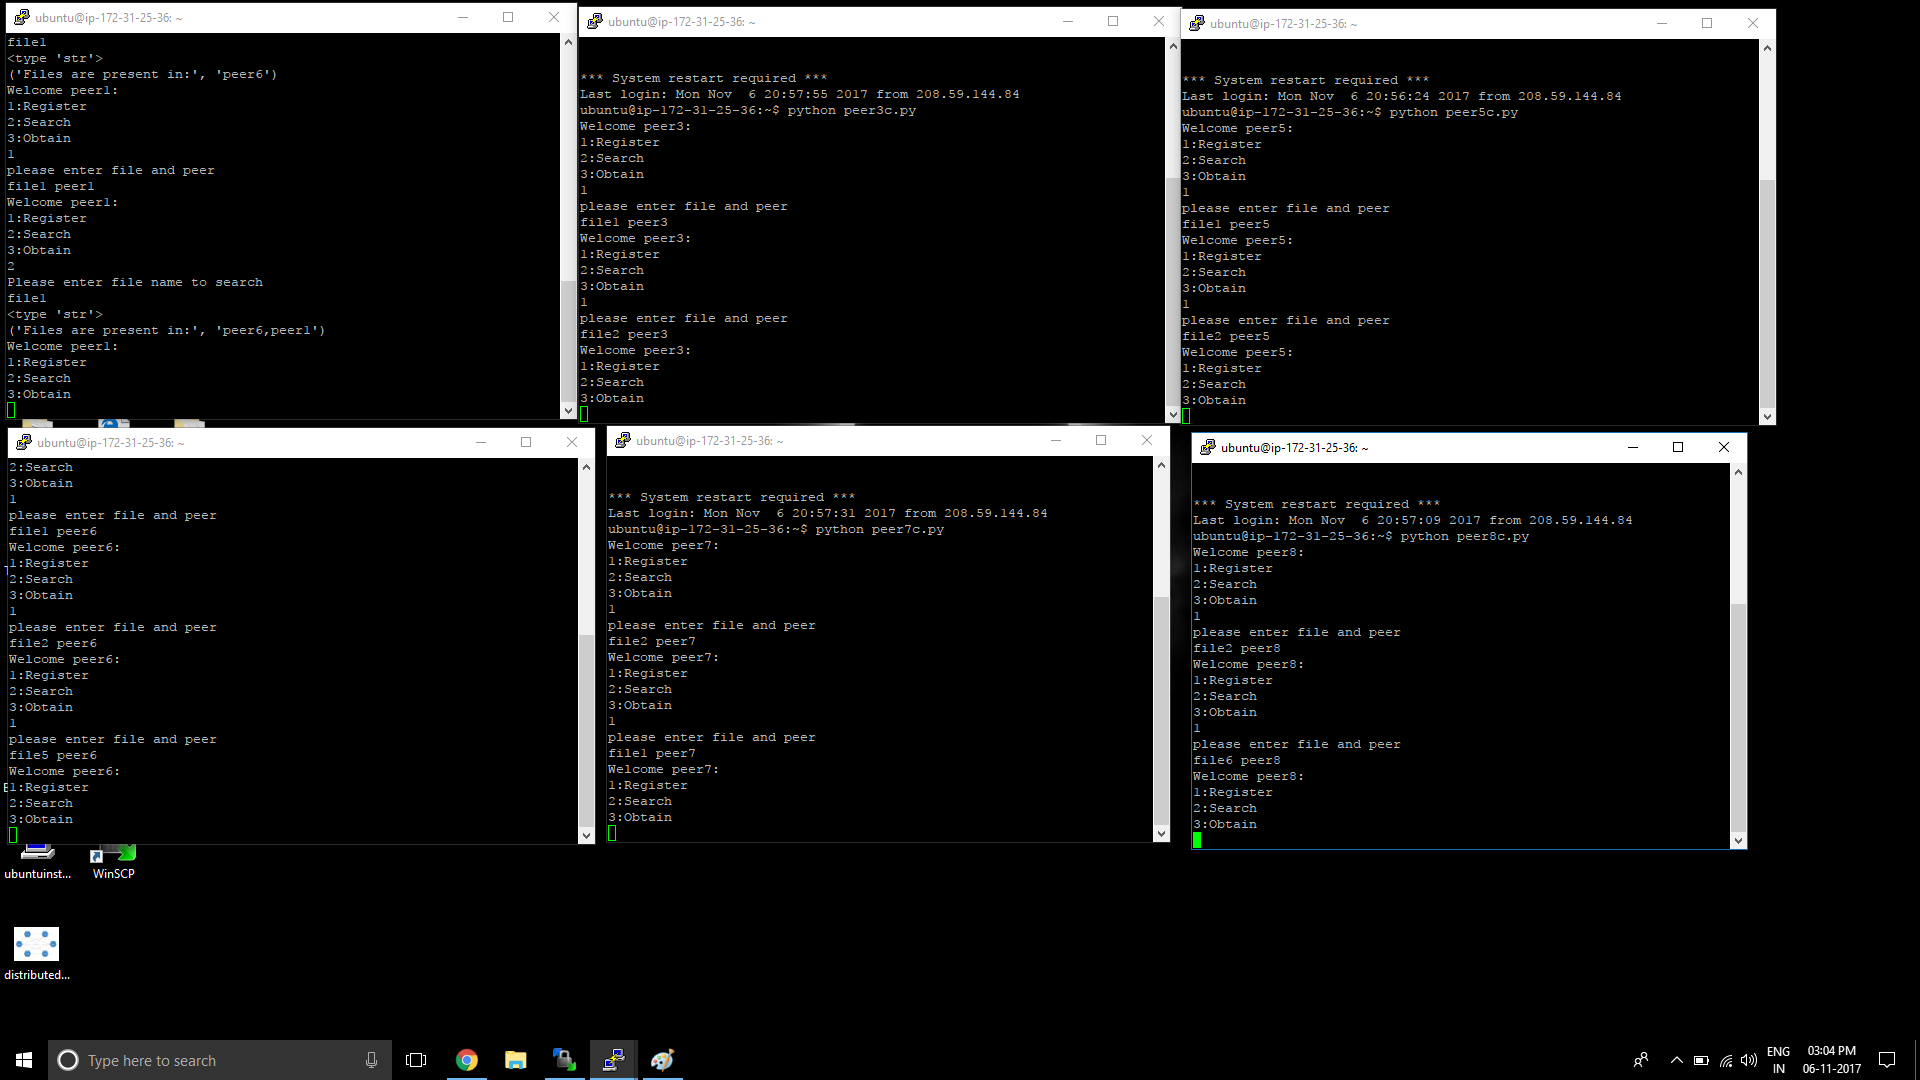 ubuntu@ip-172-31-25-36: ~
file1
<type 'str'>
('Files are present in:', 'peer6')
Welcome peer1:
1:Register
2:Search
3:Obtain
1
please enter file and peer
file1 peer1
Welcome peer1:
1:Register
2:Search
3:Obtain
2
Please enter file name to search
file1
<type 'str'>
('Files are present in:', 'peer6,peer1')
Welcome peer1:
1:Register
2:Search
3:Obtain
ubuntu@ip-172-31-25-36: ~
*** System restart required ***
Last login: Mon Nov  6 20:57:55 2017 from 208.59.144.84
ubuntu@ip-172-31-25-36:~$ python peer3c.py
Welcome peer3:
1:Register
2:Search
3:Obtain
1
please enter file and peer
file1 peer3
Welcome peer3:
1:Register
2:Search
3:Obtain
1
please enter file and peer
file2 peer3
Welcome peer3:
1:Register
2:Search
3:Obtain
ubuntu@ip-172-31-25-36: ~
*** System restart required ***
Last login: Mon Nov  6 20:56:24 2017 from 208.59.144.84
ubuntu@ip-172-31-25-36:~$ python peer5c.py
Welcome peer5:
1:Register
2:Search
3:Obtain
1
please enter file and peer
file1 peer5
Welcome peer5:
1:Register
2:Search
3:Obtain
1
please enter file and peer
file2 peer5
Welcome peer5:
1:Register
2:Search
3:Obtain
ubuntu@ip-172-31-25-36: ~
2:Search
3:Obtain
1
please enter file and peer
file1 peer6
Welcome peer6:
1:Register
2:Search
3:Obtain
1
please enter file and peer
file2 peer6
Welcome peer6:
1:Register
2:Search
3:Obtain
1
please enter file and peer
file5 peer6
Welcome peer6:
1:Register
2:Search
3:Obtain
ubuntu@ip-172-31-25-36: ~
*** System restart required ***
Last login: Mon Nov  6 20:57:31 2017 from 208.59.144.84
ubuntu@ip-172-31-25-36:~$ python peer7c.py
Welcome peer7:
1:Register
2:Search
3:Obtain
1
please enter file and peer
file2 peer7
Welcome peer7:
1:Register
2:Search
3:Obtain
1
please enter file and peer
file1 peer7
Welcome peer7:
1:Register
2:Search
3:Obtain
ubuntu@ip-172-31-25-36: ~
*** System restart required ***
Last login: Mon Nov  6 20:57:09 2017 from 208.59.144.84
ubuntu@ip-172-31-25-36:~$ python peer8c.py
Welcome peer8:
1:Register
2:Search
3:Obtain
1
please enter file and peer
file2 peer8
Welcome peer8:
1:Register
2:Search
3:Obtain
1
please enter file and peer
file6 peer8
Welcome peer8:
1:Register
2:Search
3:Obtain
ubuntuinst...
WinSCP
distributed...
Type here to search
ENG
IN
03:04 PM
06-11-2017